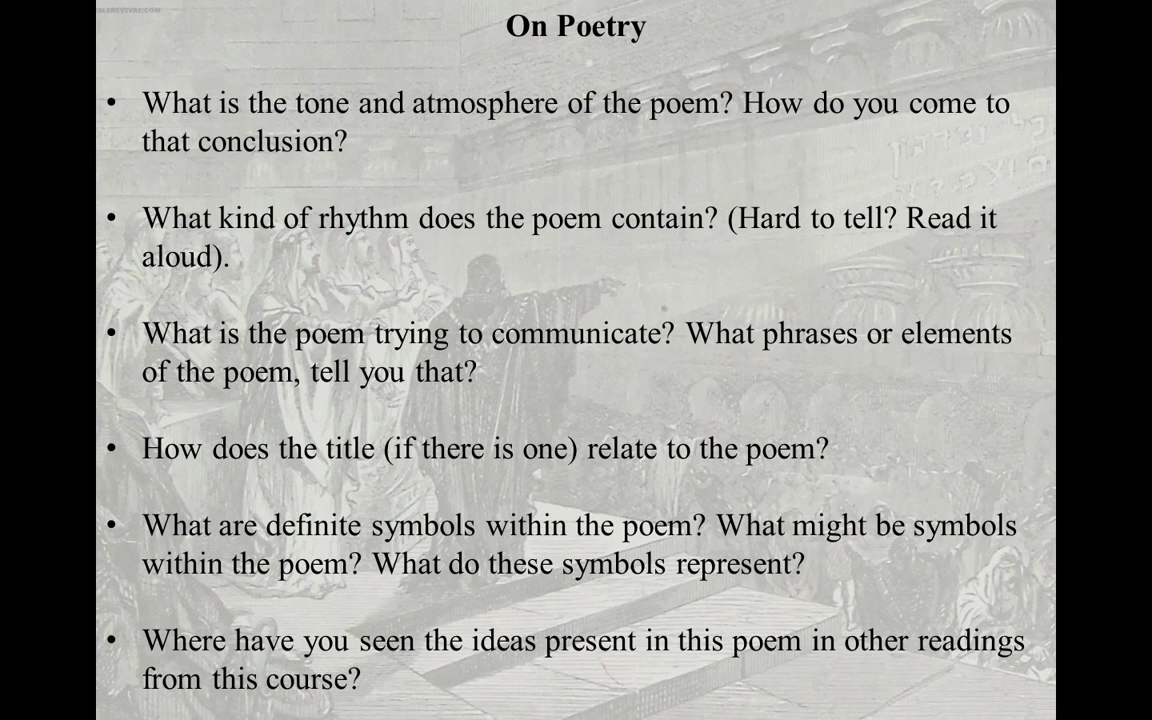 On Poetry
• What is the tone and atmosphere of the poem? How do you come to
that conclusion?
• What kind of rhythm does the poem contain? (Hard to tell? Read it
aloud).
• What is the poem trying to communicate? What phrases or elements
of the poem, tell you that?
• How does the title (if there is one) relate to the poem?
• What are definite symbols within the poem? What might be symbols
within the poem? What do these symbols represent?
• Where have you seen the ideas present in this poem in other readings
from this course?